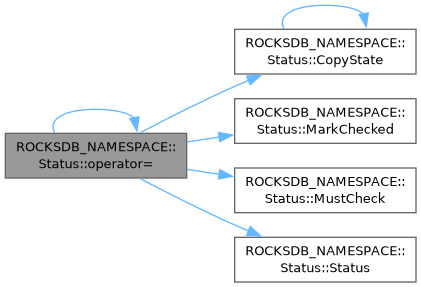 ROCKSDB_NAMESPACE::
Status::operator=
ROCKSDB_NAMESPACE::
Status::CopyState
ROCKSDB_NAMESPACE::
Status::MarkChecked
ROCKSDB_NAMESPACE::
Status::MustCheck
ROCKSDB_NAMESPACE::
Status::Status